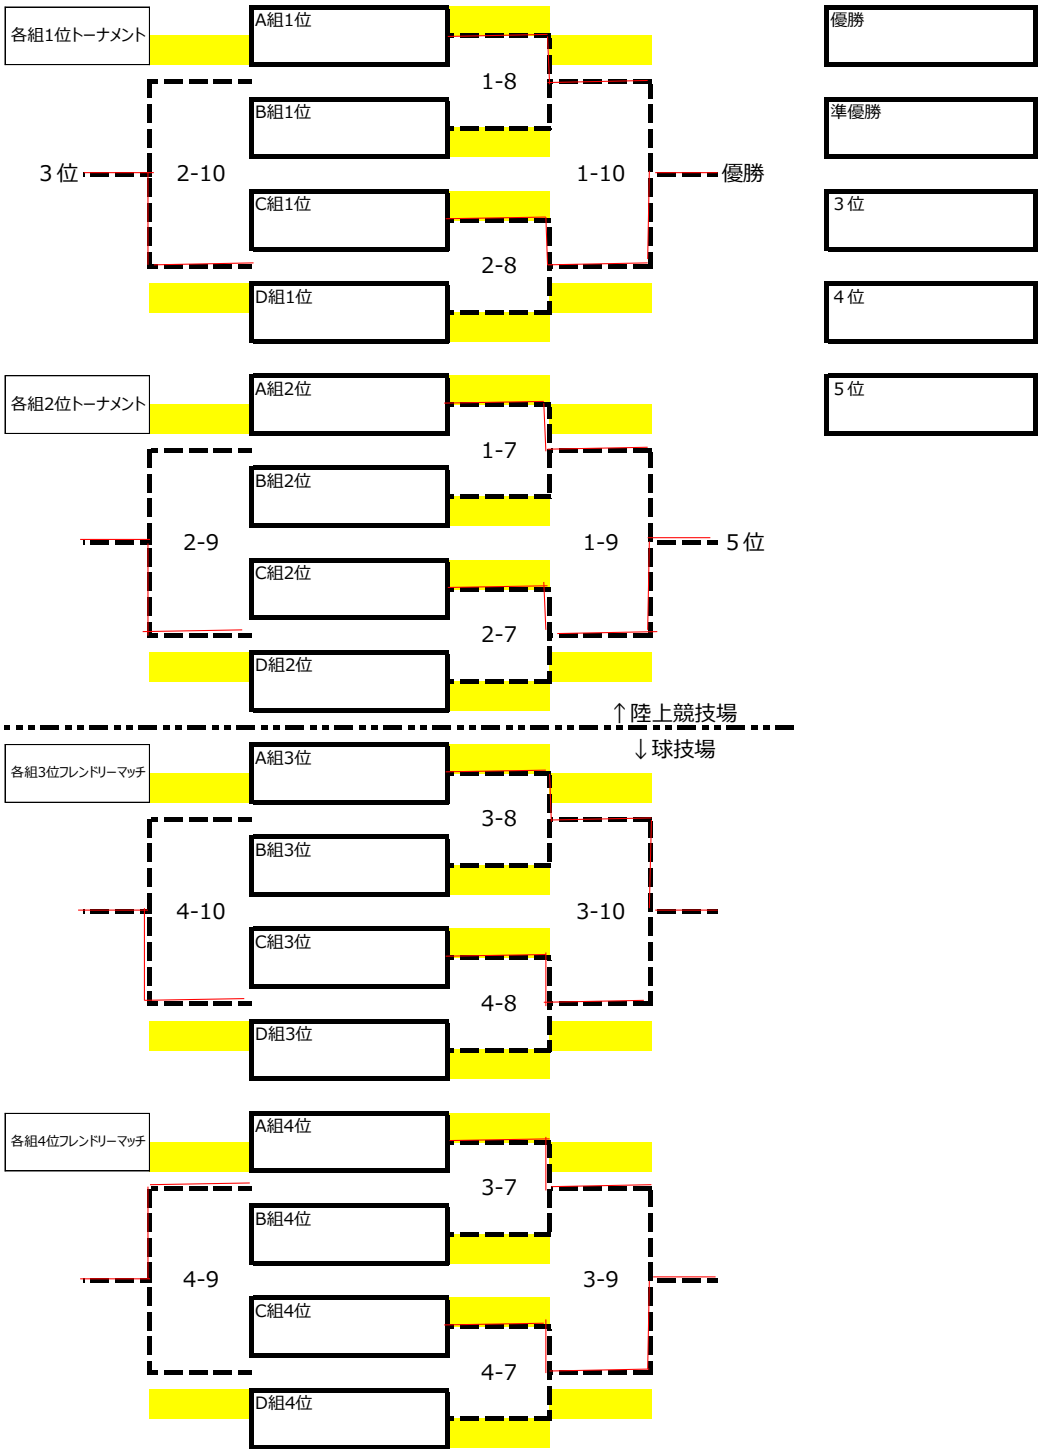 各組1位トーナメント
A組1位
優勝
1-8
B組1位
準優勝
3位
2-10
1-10
優勝
C組1位
3位
2-8
D組1位
4位
各組2位トーナメント
A組2位
5位
1-7
B組2位
2-9
1-9
5位
C組2位
2-7
D組2位
↑陸上競技場
↓球技場
各組3位フレンドリーマッチ
A組3位
3-8
B組3位
4-10
3-10
C組3位
4-8
D組3位
各組4位フレンドリーマッチ
A組4位
3-7
B組4位
4-9
3-9
C組4位
4-7
D組4位